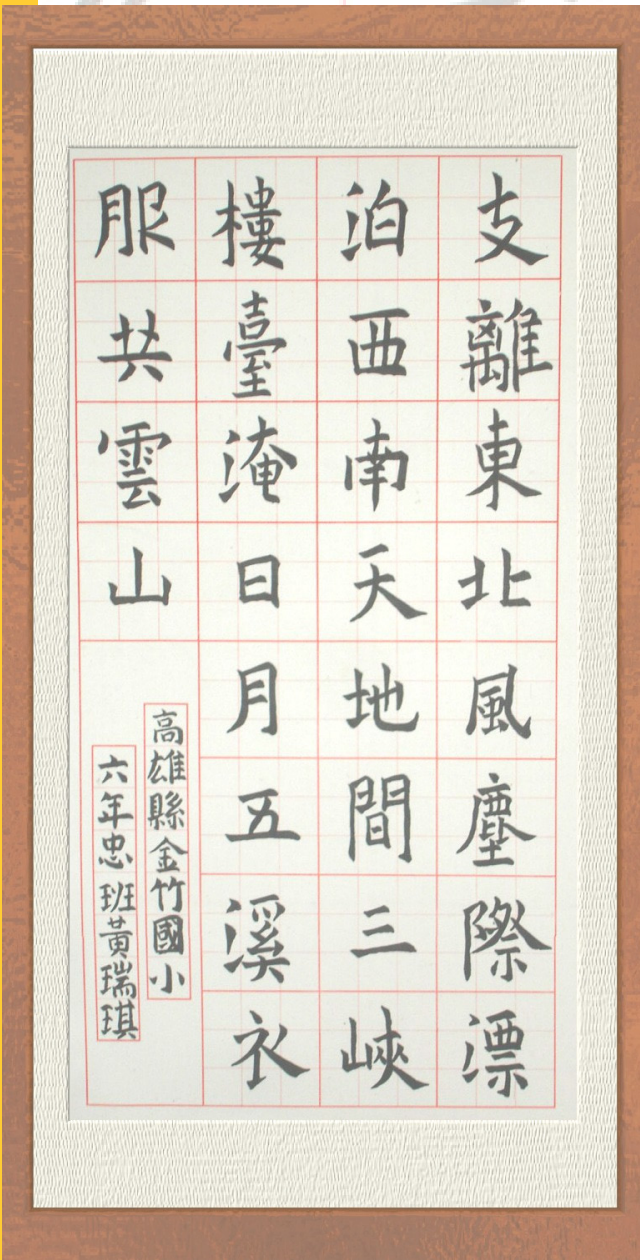 支離東北風塵際漂
泊西南天地間三峽
樓臺淹日月五溪衣
服共雲山
高雄縣金竹國小
六年忠班黃瑞琪